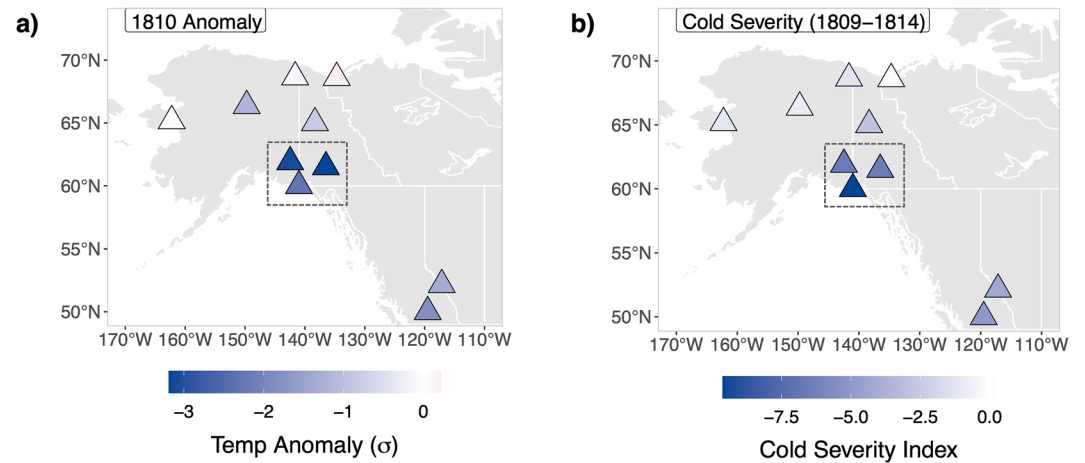 a)
1810 Anomaly
70°N
65°N
60°N
55°N
50°N
170°W 160°W 150°W 140°W 130°W 120°W 110°W
−3 −2 −1 0
Temp Anomaly (σ)
b)
Cold Severity (1809−1814)
70°N
65°N
60°N
55°N
50°N
170°W 160°W 150°W 140°W 130°W 120°W 110°W
−7.5 −5.0 −2.5 0.0
Cold Severity Index